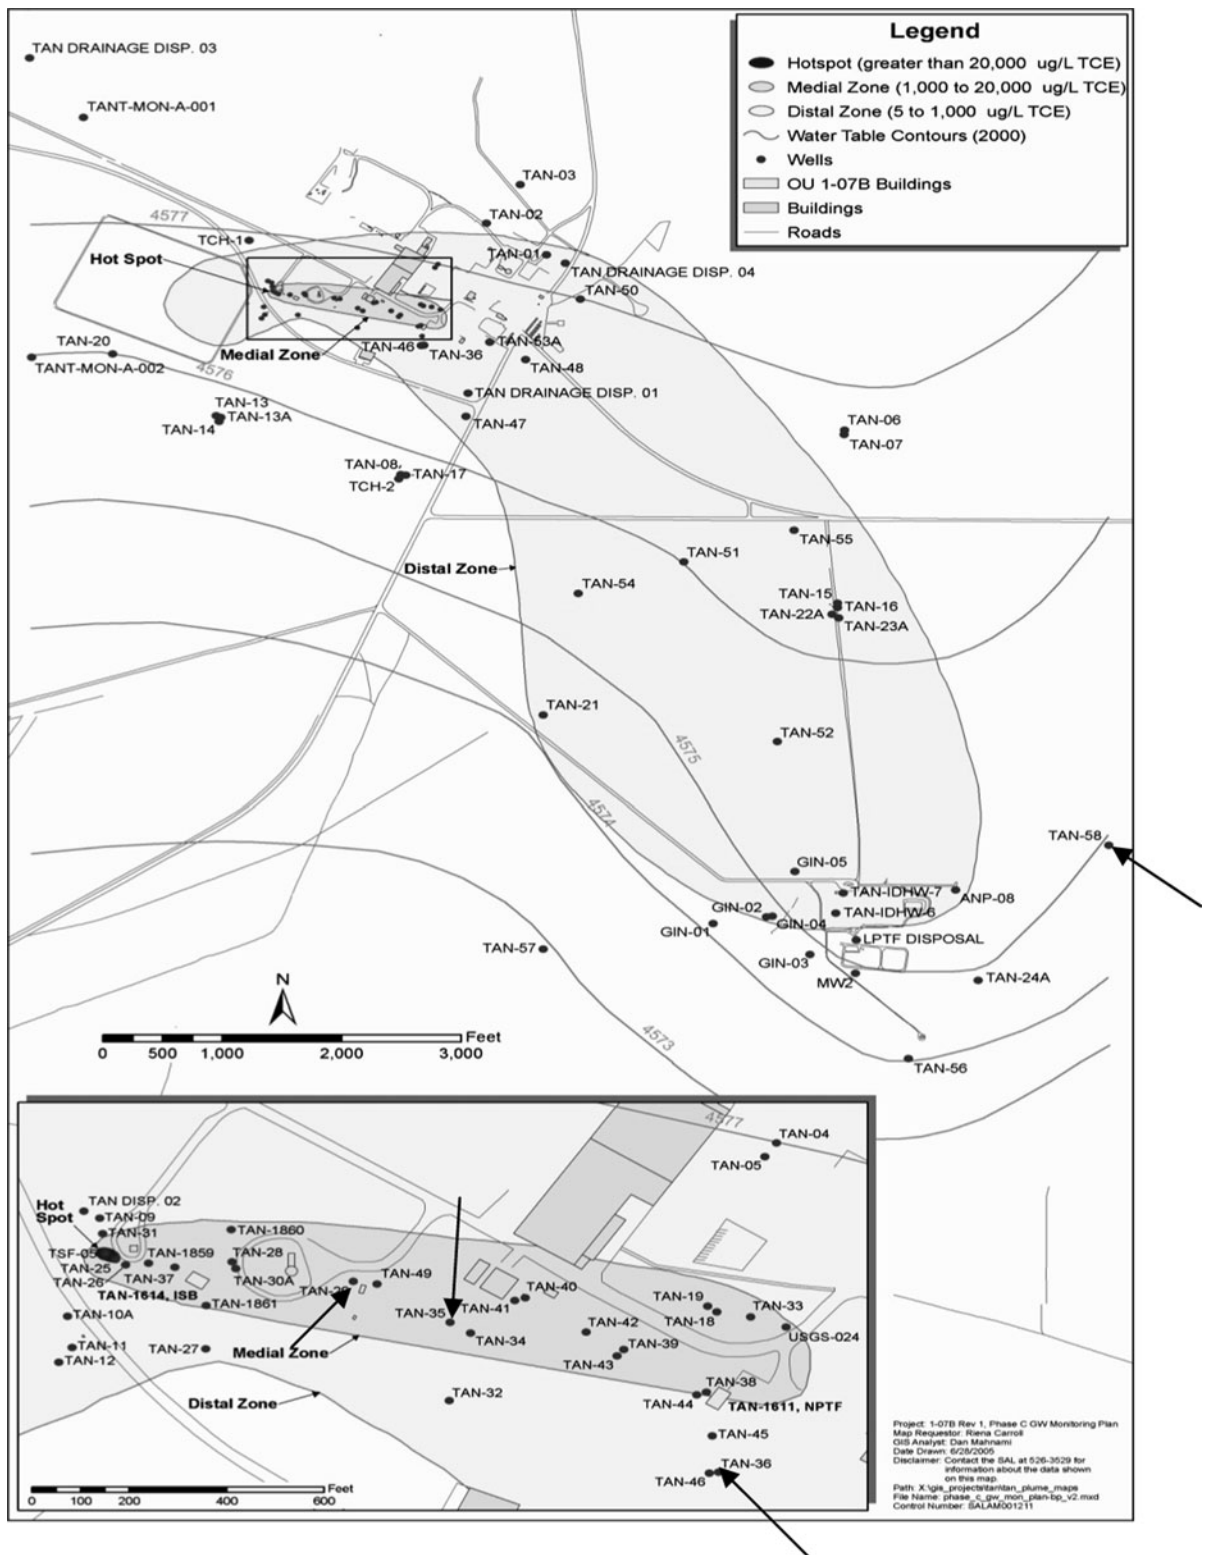 Legend
Hotspot (greater than 20,000 ug/L TCE)
Medial Zone (1,000 to 20,000 ug/L TCE)
Distal Zone (5 to 1,000 ug/L TCE)
Water Table Contours (2000)
Wells
OU 1-07B Buildings
Buildings
Roads
TAN DRAINAGE DISP. 03
TANT-MON-A-001
TAN-03
TAN-02
4577
TCH-1
TAN-01
Hot Spot
TAN DRAINAGE DISP. 04
TAN-50
TAN-20
Medial Zone
TAN-46
TAN-36
TAN-53A
TANT-MON-A-002
4576
TAN-48
TAN DRAINAGE DISP. 01
TAN-13
TAN-13A
TAN-14
TAN-47
TAN-06
TAN-07
TAN-08
TAN-17
TCH-2
TAN-55
TAN-51
Distal Zone
TAN-54
TAN-15
TAN-16
TAN-22A
TAN-23A
TAN-21
TAN-52
4575
4574
TAN-58
GIN-05
TAN-IDHW-7
ANP-08
GIN-02
TAN-IDHW-6
GIN-01
GIN-04
TAN-57
LPTF DISPOSAL
GIN-03
MW2
TAN-24A
N
Feet
0 500 1,000 2,000 3,000
4573
TAN-56
4577
TAN-04
TAN-05
Hot
Spot
TAN DISP. 02
TAN-09
TAN-31
TAN-1860
TSF-05
TAN-1859
TAN-28
TAN-25
TAN-26
TAN-37
TAN-30A
TAN-49
TAN-29
TAN-40
TAN-1614, ISB
TAN-1861
TAN-41
TAN-19
TAN-33
TAN-10A
TAN-35
TAN-18
TAN-34
TAN-42
USGS-024
TAN-11
TAN-27
Medial Zone
TAN-39
TAN-12
TAN-43
TAN-38
Distal Zone
TAN-32
TAN-44
TAN-1611, NPTF
TAN-45
TAN-36
TAN-46
Feet
0 100 200 400 600
Project: 1-07B Rev 1, Phase C GW Monitoring Plan
Map Requestor: Riena Carroll
GIS Analyst: Dan Mahnami
Date Drawn: 6/28/2005
Disclaimer: Contact the SAL at 526-3529 for
information about the data shown
on this map.
Path: X:\gis_projects\tan\tan_plume_maps
File Name: phase_c_gw_mon_plan-bp_v2.mxd
Control Number: SALAM001211